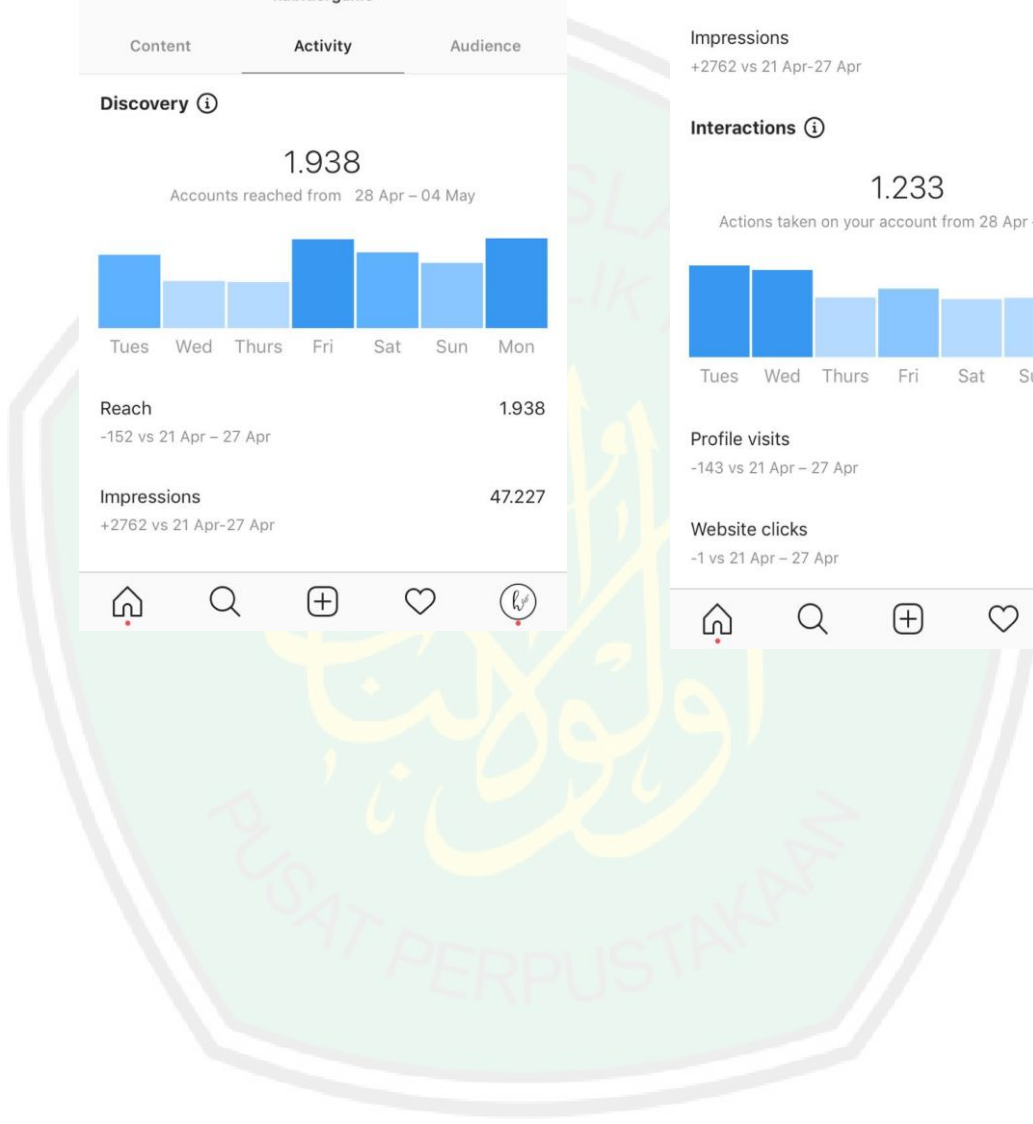 Content Activity Audience
Discovery
1.938
Accounts reached from 28 Apr – 04 May
Tues Wed Thurs Fri Sat Sun Mon
Reach 1.938
-152 vs 21 Apr – 27 Apr
Impressions 47.227
+2762 vs 21 Apr-27 Apr
Impressions
+2762 vs 21 Apr-27 Apr
Interactions
1.233
Actions taken on your account from 28 Apr
Tues Wed Thurs Fri Sat
Profile visits
-143 vs 21 Apr – 27 Apr
Website clicks
-1 vs 21 Apr – 27 Apr
PUSAT PERPUSTAKAAN